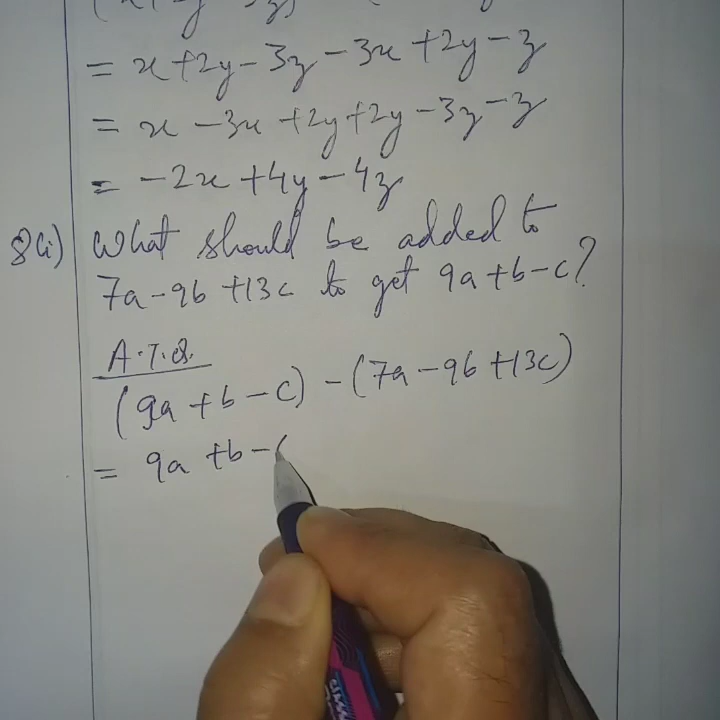 = x + 2y - 3z - 3x + 2y - z
= x - 3x + 2y + 2y - 3z - z
= -2x + 4y - 4z
8(i) What should be added to
7a - 9b + 13c to get 9a + b - c?
A.T.Q.
(9a + b - c) - (7a - 9b + 13c)
= 9a + b - c